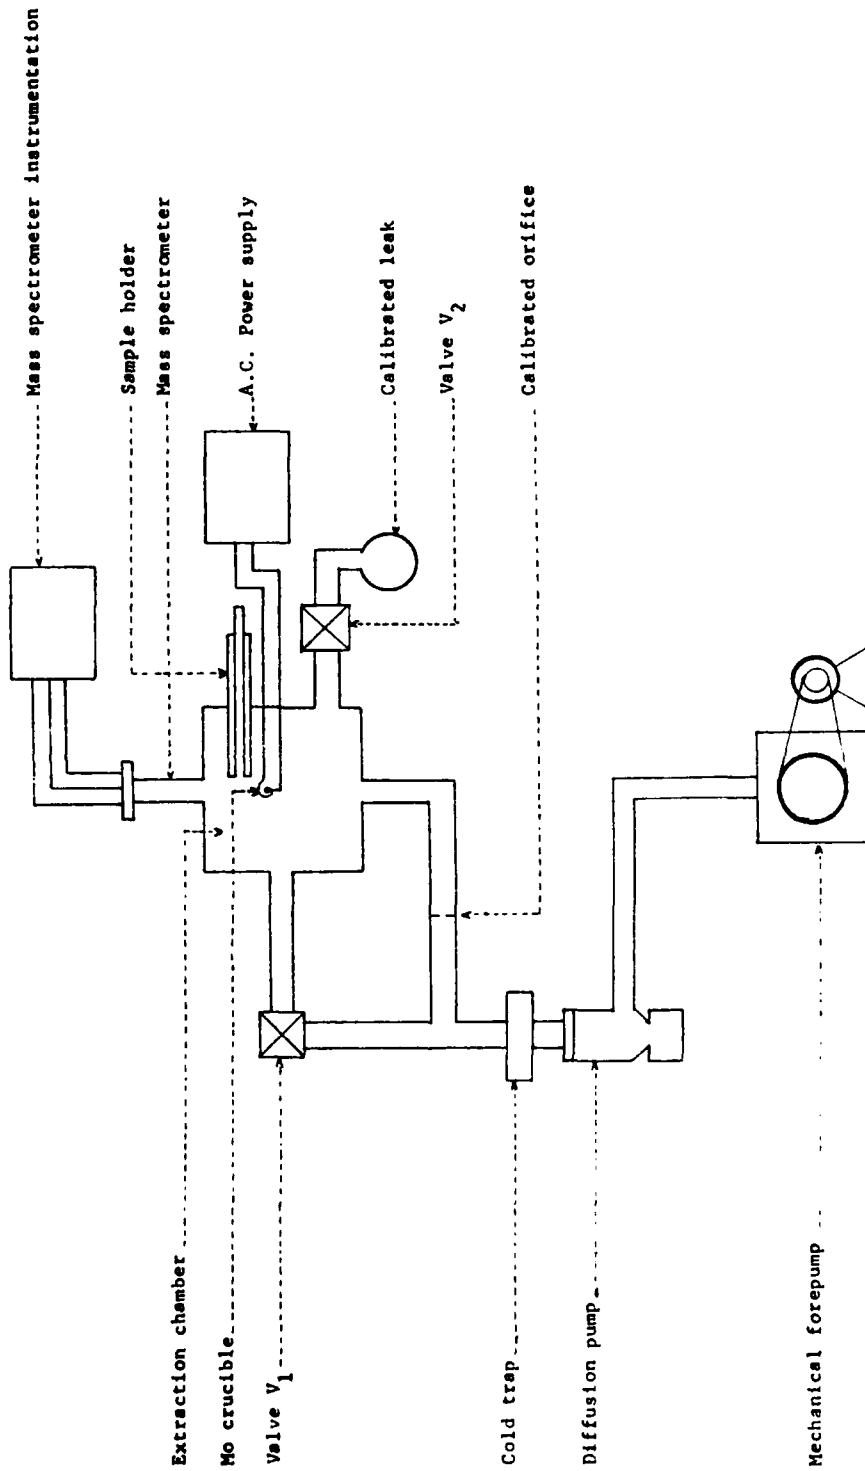 Mass spectrometer instrumentation
Sample holder
Mass spectrometer
A.C. Power supply
Calibrated leak
Valve V2
Calibrated orifice
Extraction chamber
Mo crucible
Valve V1
Cold trap
Diffusion pump
Mechanical forepump